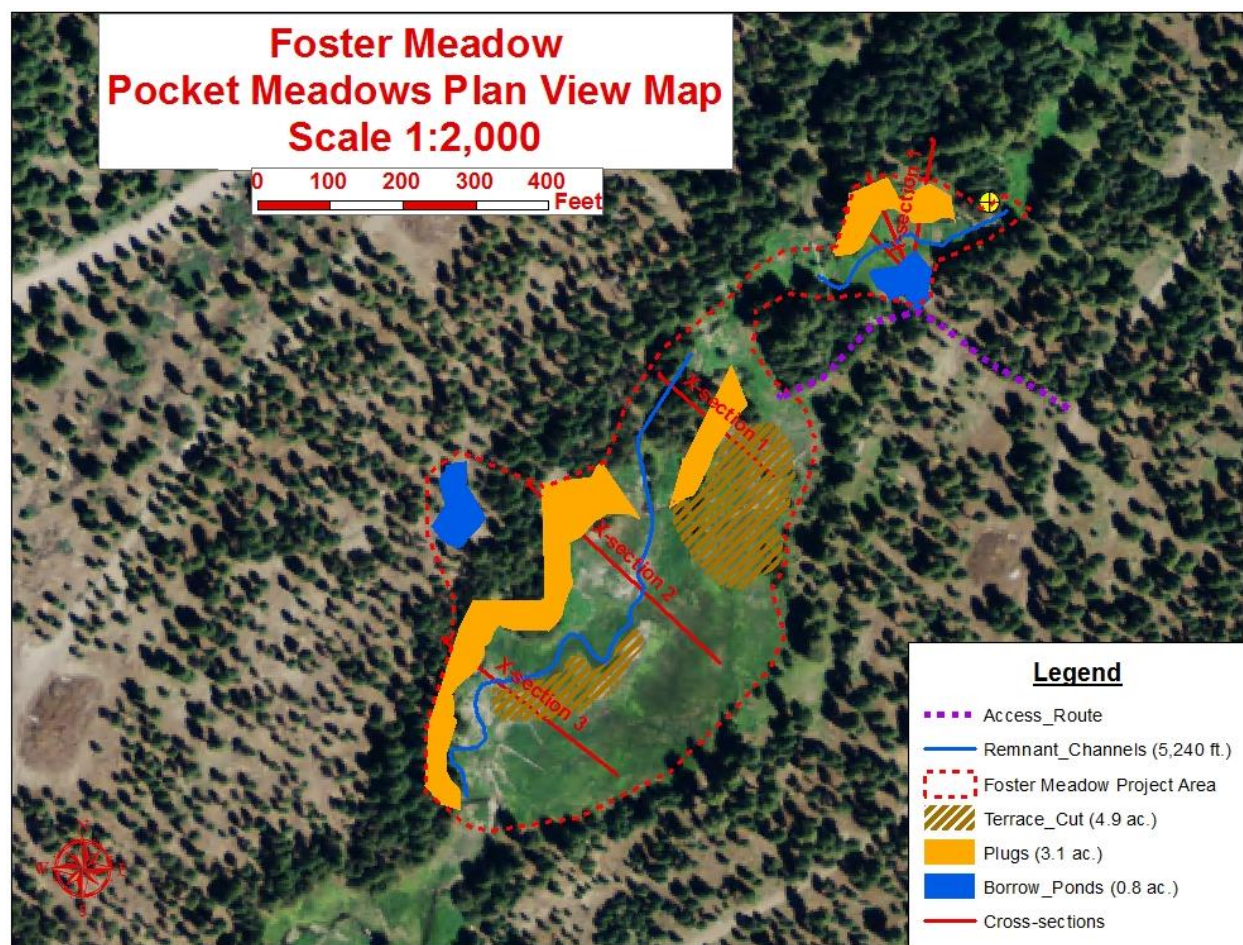 Foster Meadow
Pocket Meadows Plan View Map
Scale 1:2,000
0 100 200 300 400
Feet
X-section 1
X-section 2
X-section 3
N
W
E
S
Legend
Access_Route
Remnant_Channels (5,240 ft.)
Foster Meadow Project Area
Terrace_Cut (4.9 ac.)
Plugs (3.1 ac.)
Borrow_Ponds (0.8 ac.)
Cross-sections